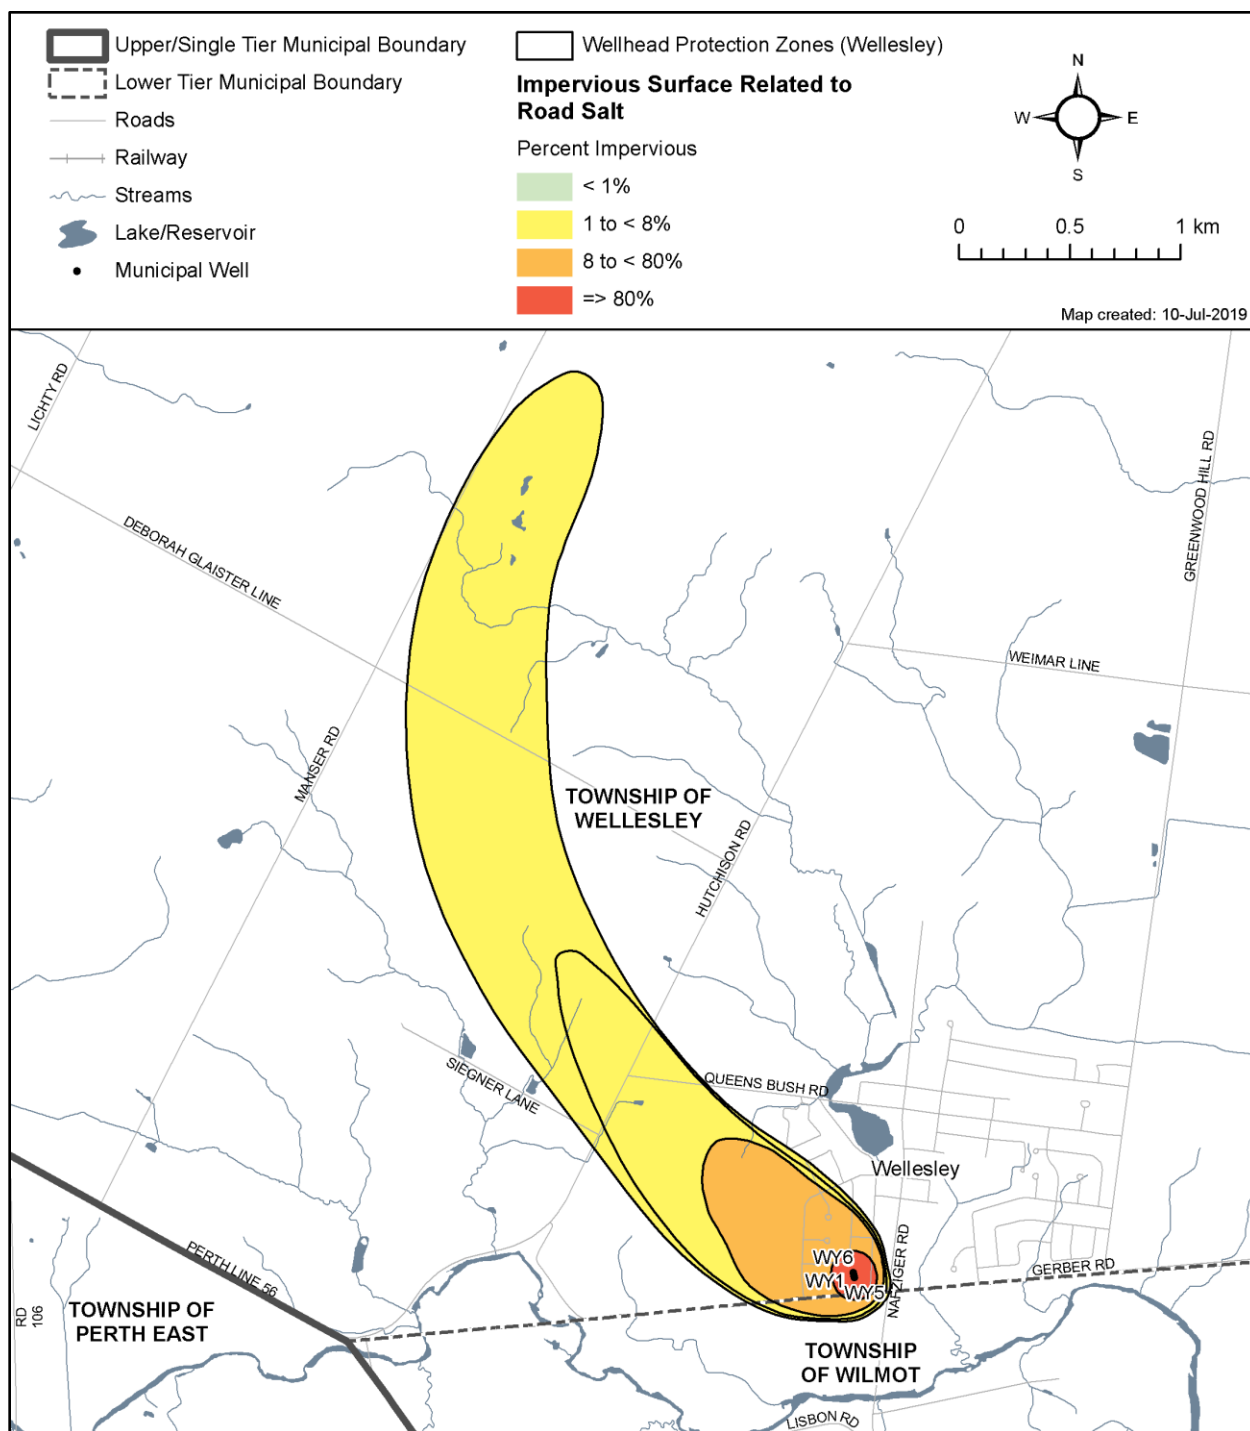 Upper/Single Tier Municipal Boundary
Lower Tier Municipal Boundary
Roads
Railway
Streams
Lake/Reservoir
Municipal Well
Wellhead Protection Zones (Wellesley)
Impervious Surface Related to
Road Salt
Percent Impervious
< 1%
1 to < 8%
8 to < 80%
=> 80%
N
W
E
S
0
0.5
1 km
Map created: 10-Jul-2019
LICHTY RD
DEBORAH GLAISTER LINE
GREENWOOD HILL RD
WEIMAR LINE
MANSER RD
TOWNSHIP OF
WELLESLEY
HUTCHISON RD
SIEGNER LANE
QUEENS BUSH RD
Wellesley
PERTH LINE 56
RD
106
TOWNSHIP OF
PERTH EAST
WY6
WY1
WY5
NAFZIGER RD
GERBER RD
TOWNSHIP
OF WILMOT
LISBON RD